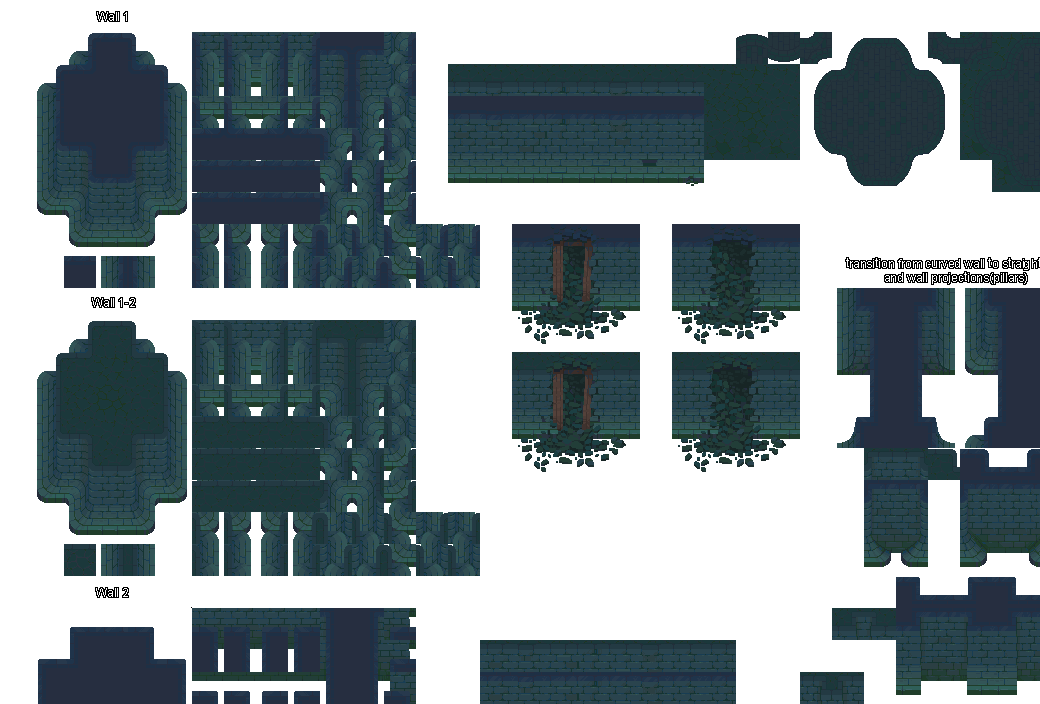 Wall 1
transition from curved wall to straigh
and wall projections(pillars)
Wall 1-2
Wall 2